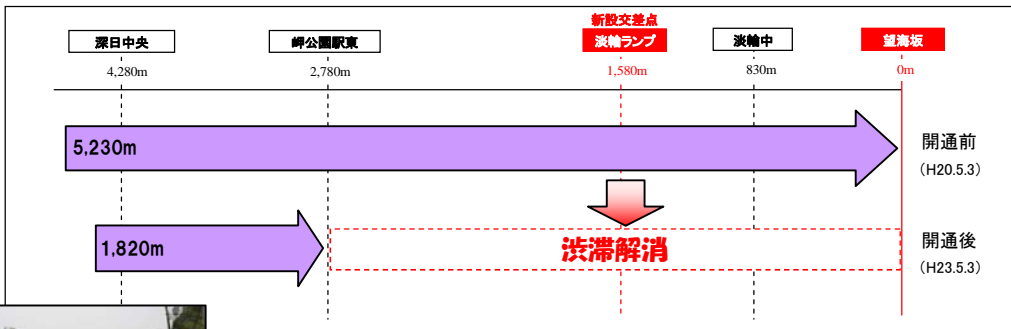 新設交差点
深日中央
岬公園駅東
淡輪ランプ
淡輪中
望海坂
4,280m
2,780m
1,580m
830m
0m
5,230m
開通前
(H20.5.3)
1,820m
渋滞解消
開通後
(H23.5.3)